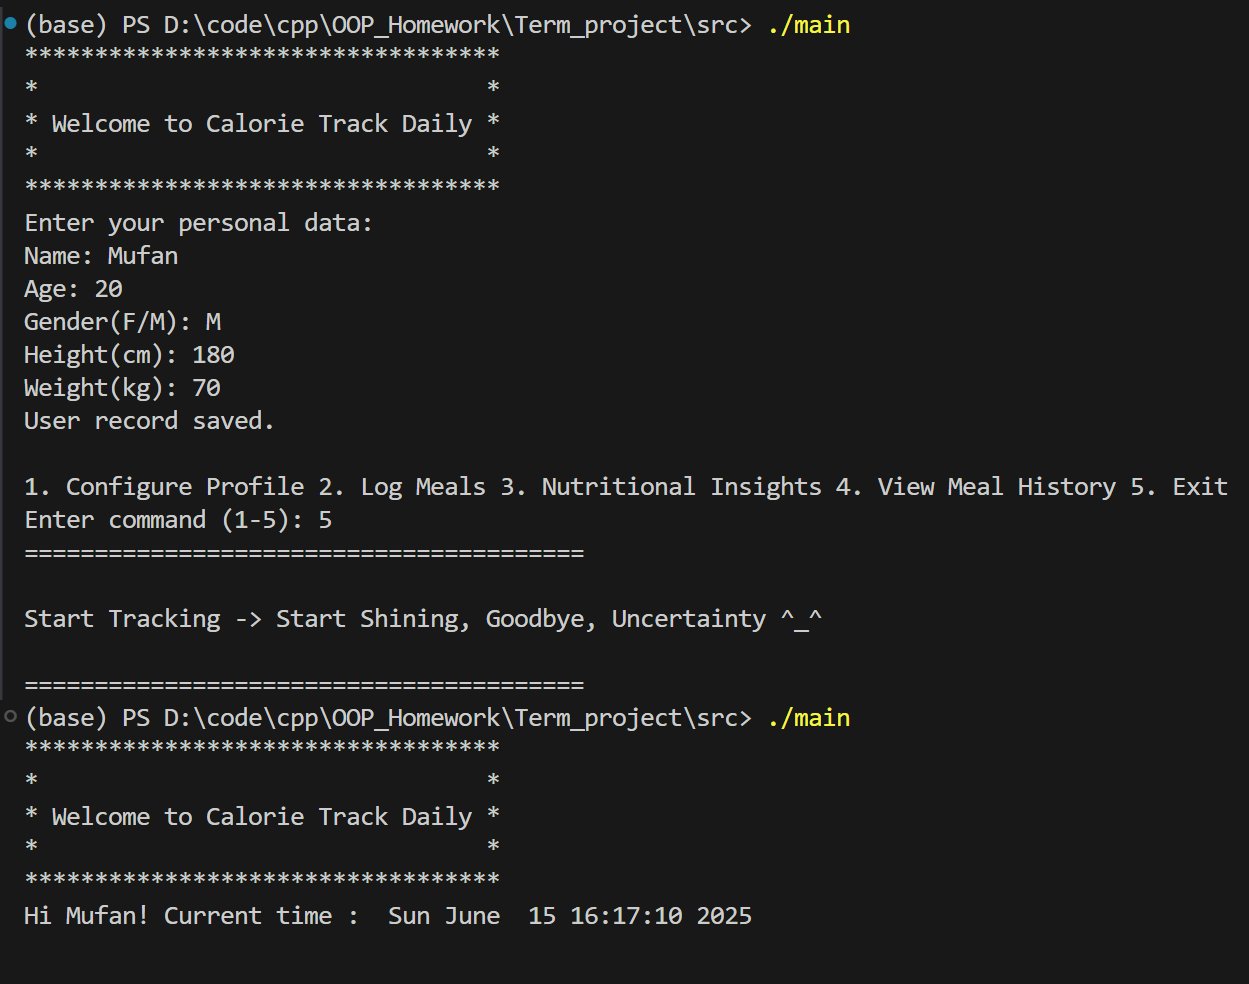 (base) PS D:\code\cpp\OOP_Homework\Term_project\src> ./main
**********************************
*                                *
* Welcome to Calorie Track Daily *
*                                *
**********************************
Enter your personal data:
Name: Mufan
Age: 20
Gender(F/M): M
Height(cm): 180
Weight(kg): 70
User record saved.
1. Configure Profile 2. Log Meals 3. Nutritional Insights 4. View Meal History 5. Exit
Enter command (1-5): 5
========================================
Start Tracking -> Start Shining, Goodbye, Uncertainty ^_^
========================================
(base) PS D:\code\cpp\OOP_Homework\Term_project\src> ./main
**********************************
*                                *
* Welcome to Calorie Track Daily *
*                                *
**********************************
Hi Mufan! Current time :  Sun June  15 16:17:10 2025